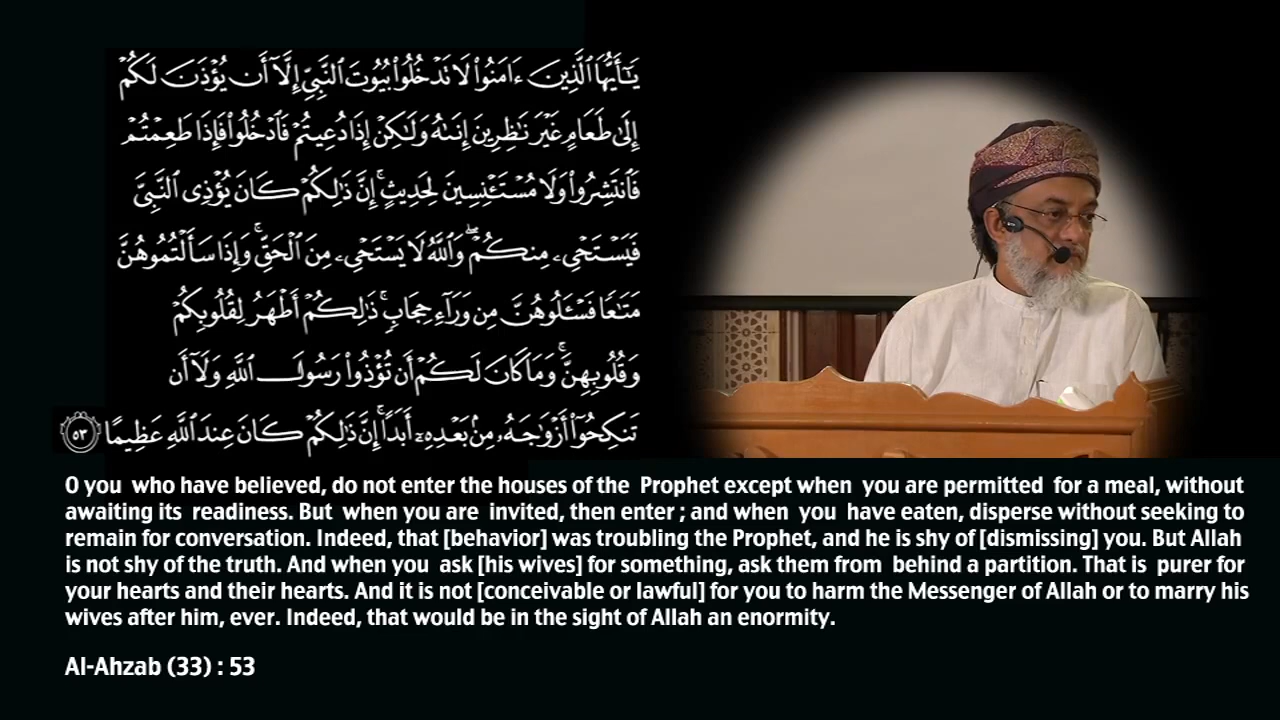 يَٰٓأَيُّهَا ٱلَّذِينَ ءَامَنُوا۟ لَا تَدْخُلُوا۟ بُيُوتَ ٱلنَّبِىِّ إِلَّآ أَن يُؤْذَنَ لَكُمْ
إِلَىٰ طَعَامٍ غَيْرَ نَٰظِرِينَ إِنَىٰهُ وَلَٰكِنْ إِذَا دُعِيتُمْ فَٱدْخُلُوا۟ فَإِذَا طَعِمْتُمْ
فَٱنتَشِرُوا۟ وَلَا مُسْتَـْٔنِسِينَ لِحَدِيثٍ ۚ إِنَّ ذَٰلِكُمْ كَانَ يُؤْذِى ٱلنَّبِىَّ
فَيَسْتَحْىِۦ مِنكُمْ ۖ وَٱللَّهُ لَا يَسْتَحْىِۦ مِنَ ٱلْحَقِّ ۚ وَإِذَا سَأَلْتُمُوهُنَّ
مَتَٰعًا فَسْـَٔلُوهُنَّ مِن وَرَآءِ حِجَابٍ ۚ ذَٰلِكُمْ أَطْهَرُ لِقُلُوبِكُمْ
وَقُلُوبِهِنَّ ۚ وَمَا كَانَ لَكُمْ أَن تُؤْذُوا۟ رَسُولَ ٱللَّهِ وَلَآ أَن
تَنكِحُوٓا۟ أَزْوَٰجَهُۥ مِنۢ بَعْدِهِۦٓ أَبَدًا ۚ إِنَّ ذَٰلِكُمْ كَانَ عِندَ ٱللَّهِ عَظِيمًا ٥٣
O you who have believed, do not enter the houses of the Prophet except when you are permitted for a meal, without
awaiting its readiness. But when you are invited, then enter ; and when you have eaten, disperse without seeking to
remain for conversation. Indeed, that [behavior] was troubling the Prophet, and he is shy of [dismissing] you. But Allah
is not shy of the truth. And when you ask [his wives] for something, ask them from behind a partition. That is purer for
your hearts and their hearts. And it is not [conceivable or lawful] for you to harm the Messenger of Allah or to marry his
wives after him, ever. Indeed, that would be in the sight of Allah an enormity.
Al-Ahzab (33) : 53